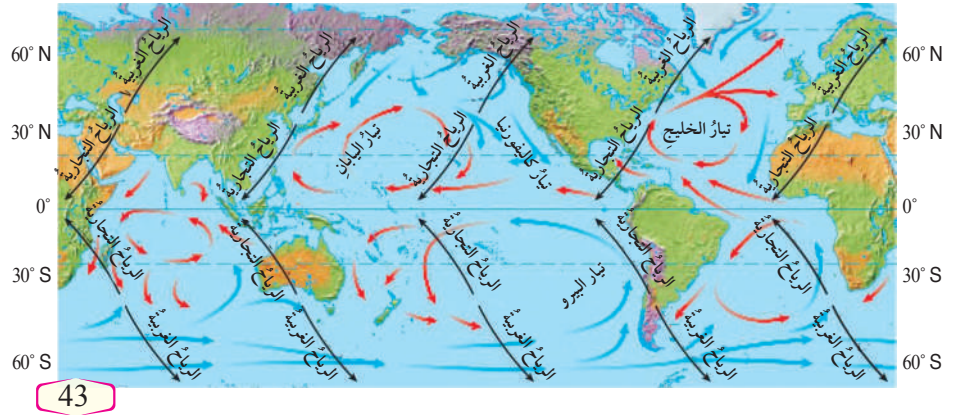 60° N
30° N
0°
30° S
60° S
60° N
30° N
0°
30° S
60° S
الرياحُ الغربيةُ
الرياحُ الغربيةُ
الرياحُ الغربيةُ
الرياحُ الغربيةُ
الرياحُ الغربيةُ
الرياحُ التجاريةُ
الرياحُ التجاريةُ
الرياحُ التجاريةُ
الرياحُ التجاريةُ
الرياحُ التجاريةُ
تيارُ اليابانِ
تيارُ كاليفورنيا
تيارُ الخليجِ
الرياحُ التجاريةُ
الرياحُ التجاريةُ
الرياحُ التجاريةُ
الرياحُ التجاريةُ
الرياحُ التجاريةُ
تيار البيرو
الرياحُ الغربيةُ
الرياحُ الغربيةُ
الرياحُ الغربيةُ
الرياحُ الغربيةُ
الرياحُ الغربيةُ
43